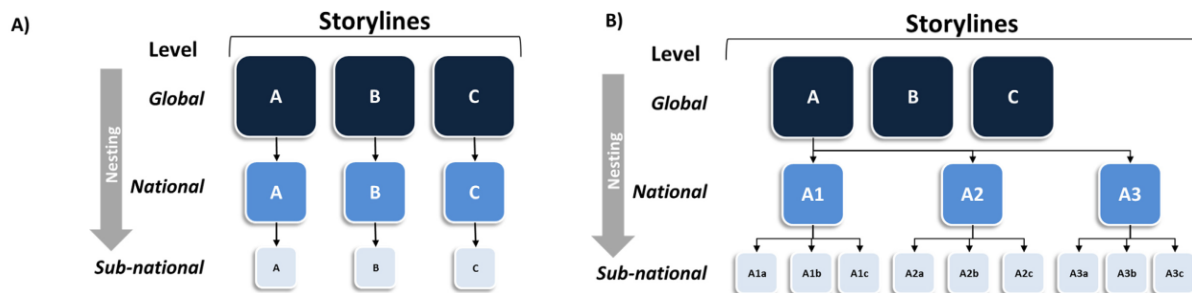 A)
Storylines
Level
Global
A B C
Nesting
National
A B C
Sub-national
A B C
B)
Storylines
Level
Global
A B C
Nesting
National
A1 A2 A3
Sub-national
A1a A1b A1c A2a A2b A2c A3a A3b A3c